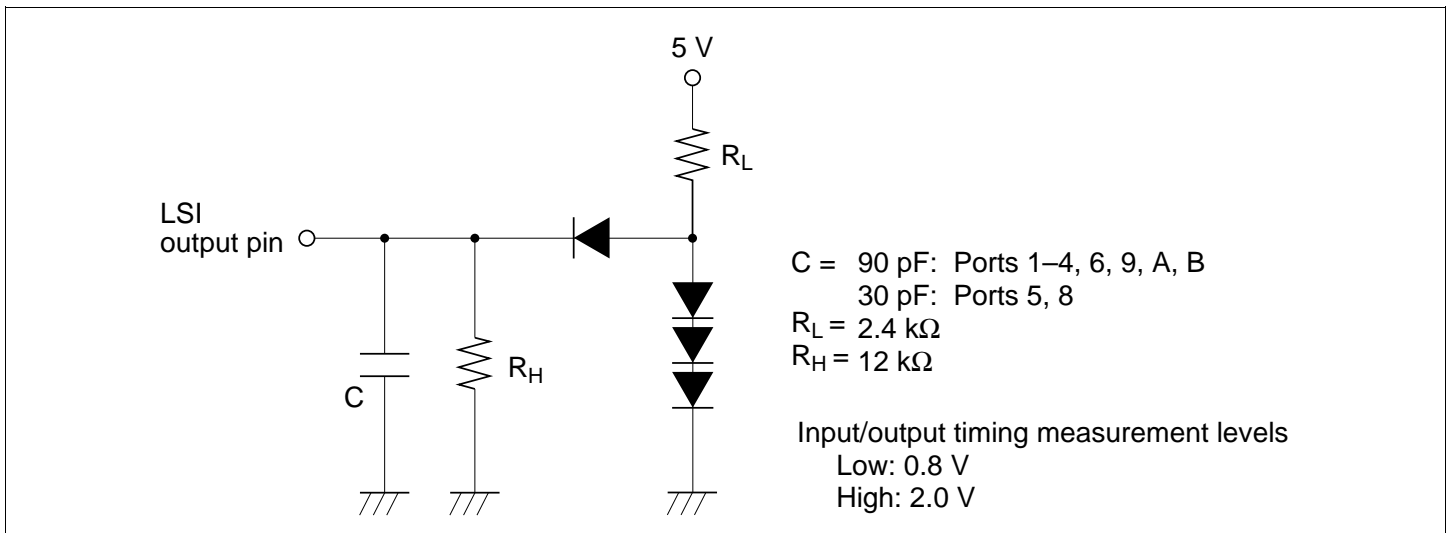 5 V
R_L
LSI
output pin
C
R_H
C = 90 pF: Ports 1–4, 6, 9, A, B
30 pF: Ports 5, 8
R_L = 2.4 kΩ
R_H = 12 kΩ
Input/output timing measurement levels
Low: 0.8 V
High: 2.0 V